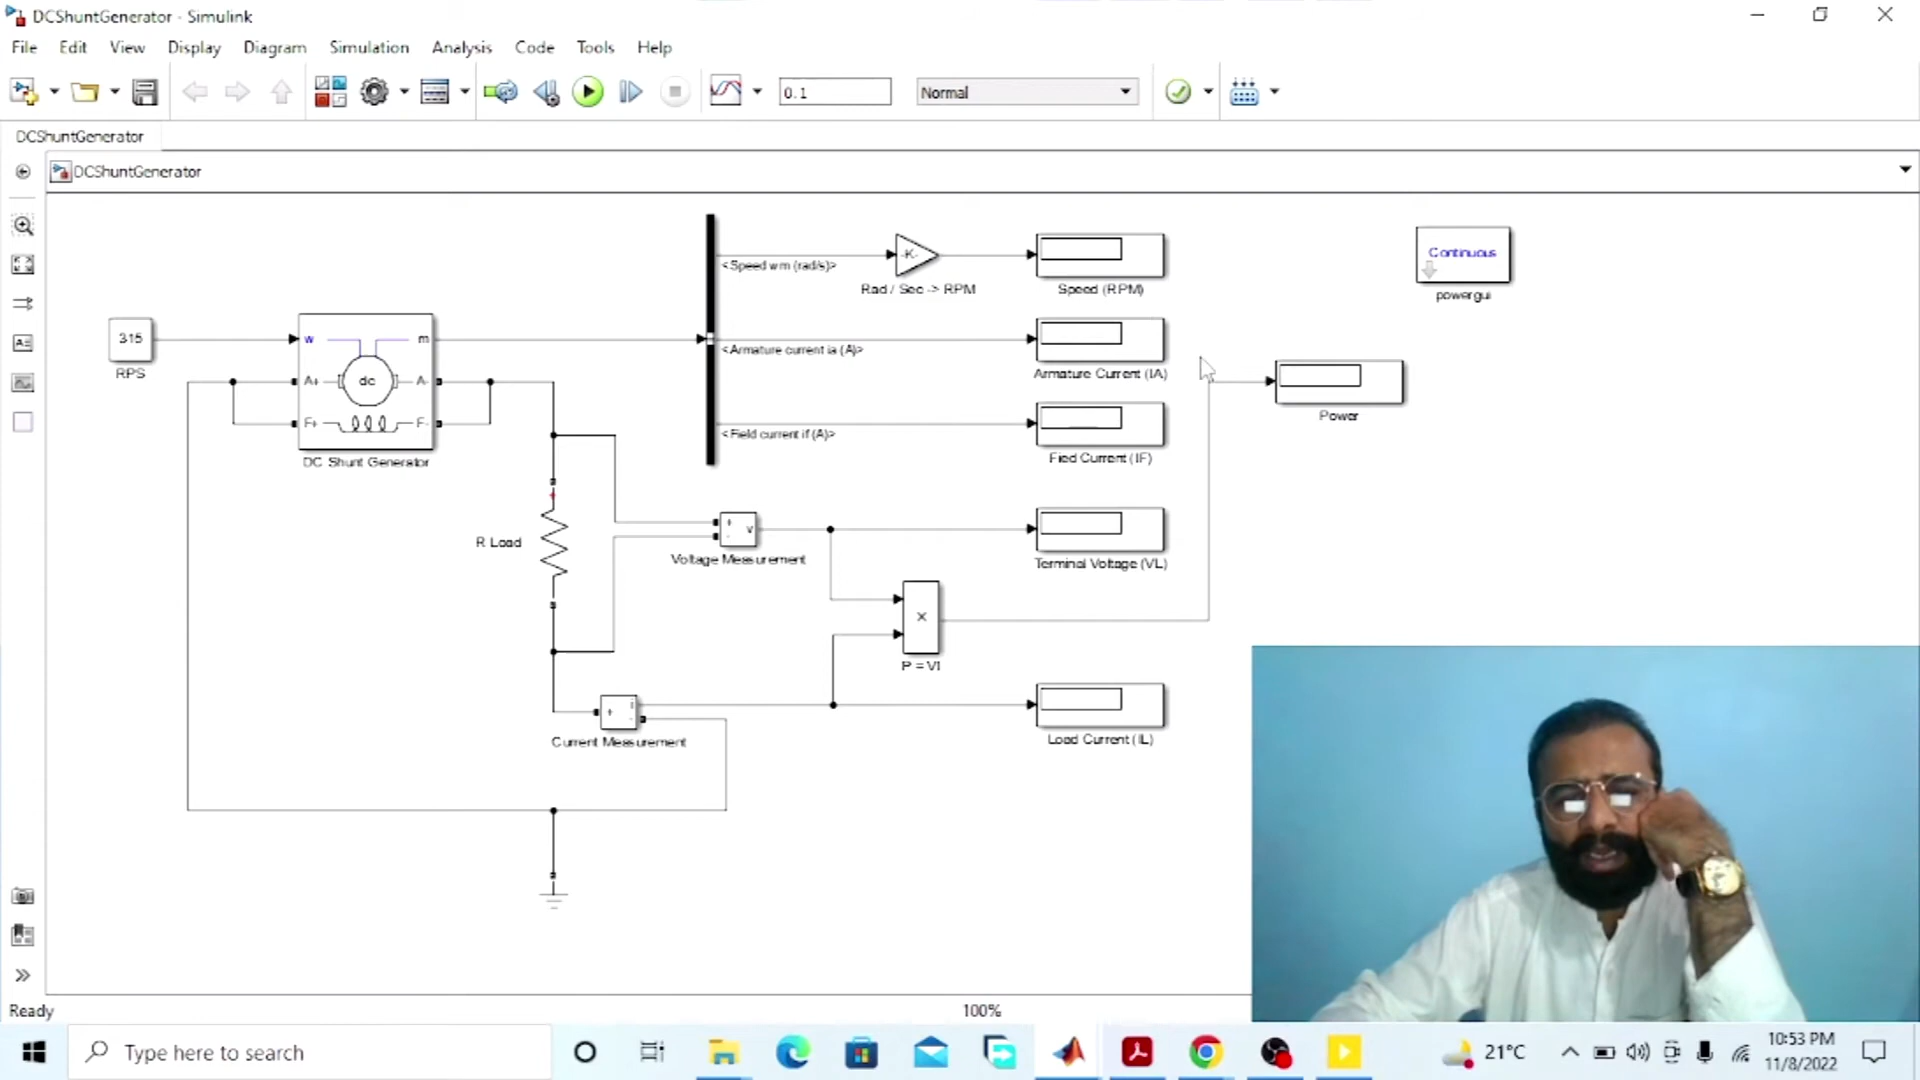 DCShuntGenerator - Simulink
File Edit View Display Diagram Simulation Analysis Code Tools Help
0.1
Normal
DCShuntGenerator
DCShuntGenerator
<Speed wm (rad/s)>
-K-
Rad / Sec -> RPM
Speed (RPM)
Continuous
powergui
315
RPS
w
m
A+
dc
A-
F+
F-
DC Shunt Generator
<Armature current ia (A)>
Armature Current (IA)
Power
<Field current if (A)>
Fied Current (IF)
R Load
+
+
-
v
Voltage Measurement
Terminal Voltage (VL)
×
P = VI
+
i
-
Current Measurement
Load Current (IL)
Ready
100%
Type here to search
21°C
10:53 PM
11/8/2022